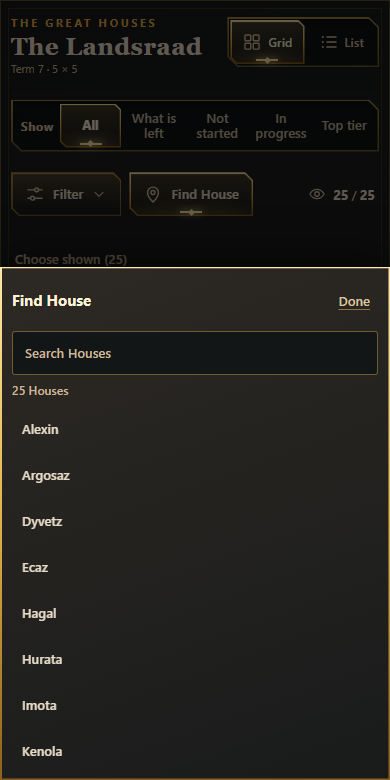 THE GREAT HOUSES
The Landsraad
Term 7 · 5 × 5
Grid
List
Show
All
What is left
Not started
In progress
Top tier
Filter
Find House
25 / 25
Choose shown (25)
Find House
Done
Search Houses
25 Houses
Alexin
Argosaz
Dyvetz
Ecaz
Hagal
Hurata
Imota
Kenola